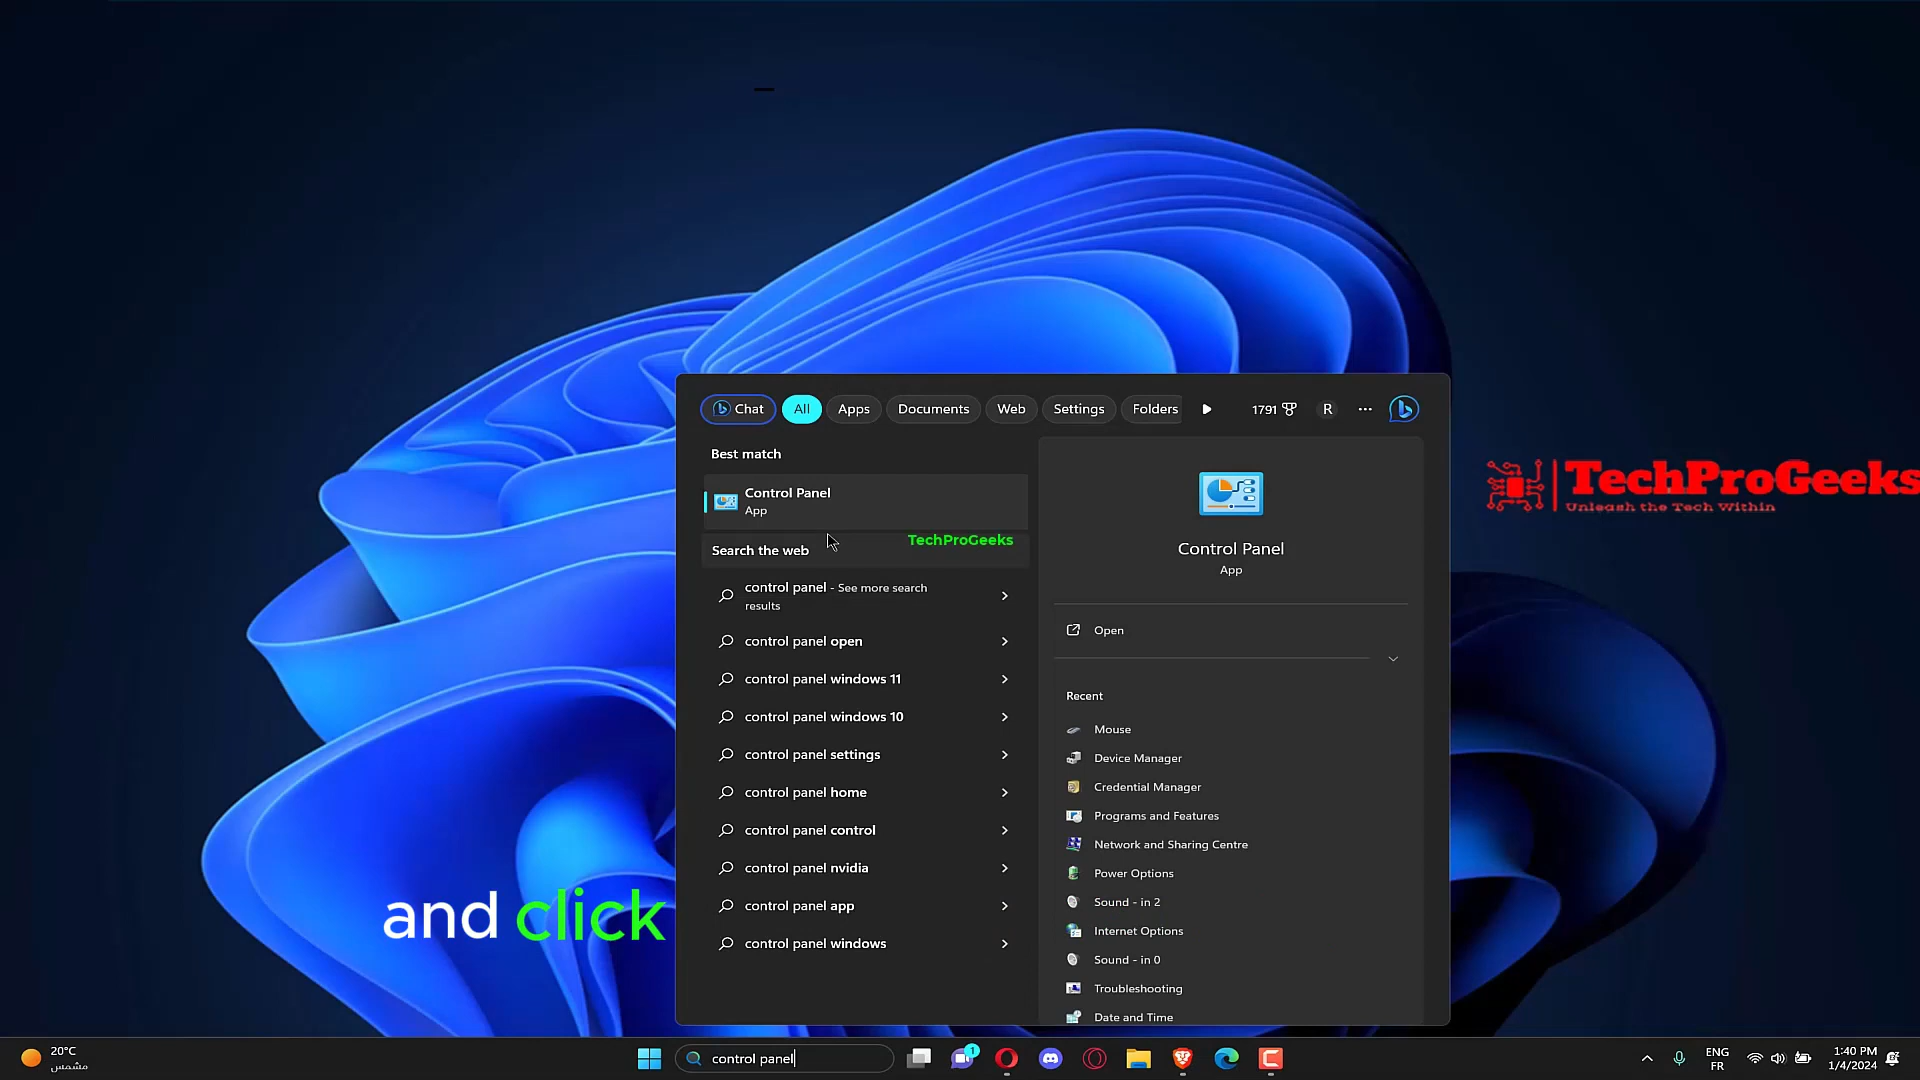 Chat All Apps Documents Web Settings Folders 1791 R
Best match
Control Panel
App
TechProGeeks
Search the web
control panel - See more search
results
control panel open
control panel windows 11
control panel windows 10
control panel settings
control panel home
control panel control
control panel nvidia
control panel app
control panel windows
Control Panel
App
Open
Recent
Mouse
Device Manager
Credential Manager
Programs and Features
Network and Sharing Centre
Power Options
Sound - in 2
Internet Options
Sound - in 0
Troubleshooting
Date and Time
TechProGeeks
Unleash the Tech Within
and click
20°C
مشمس
control panel
1
ENG
FR
1:40 PM
1/4/2024